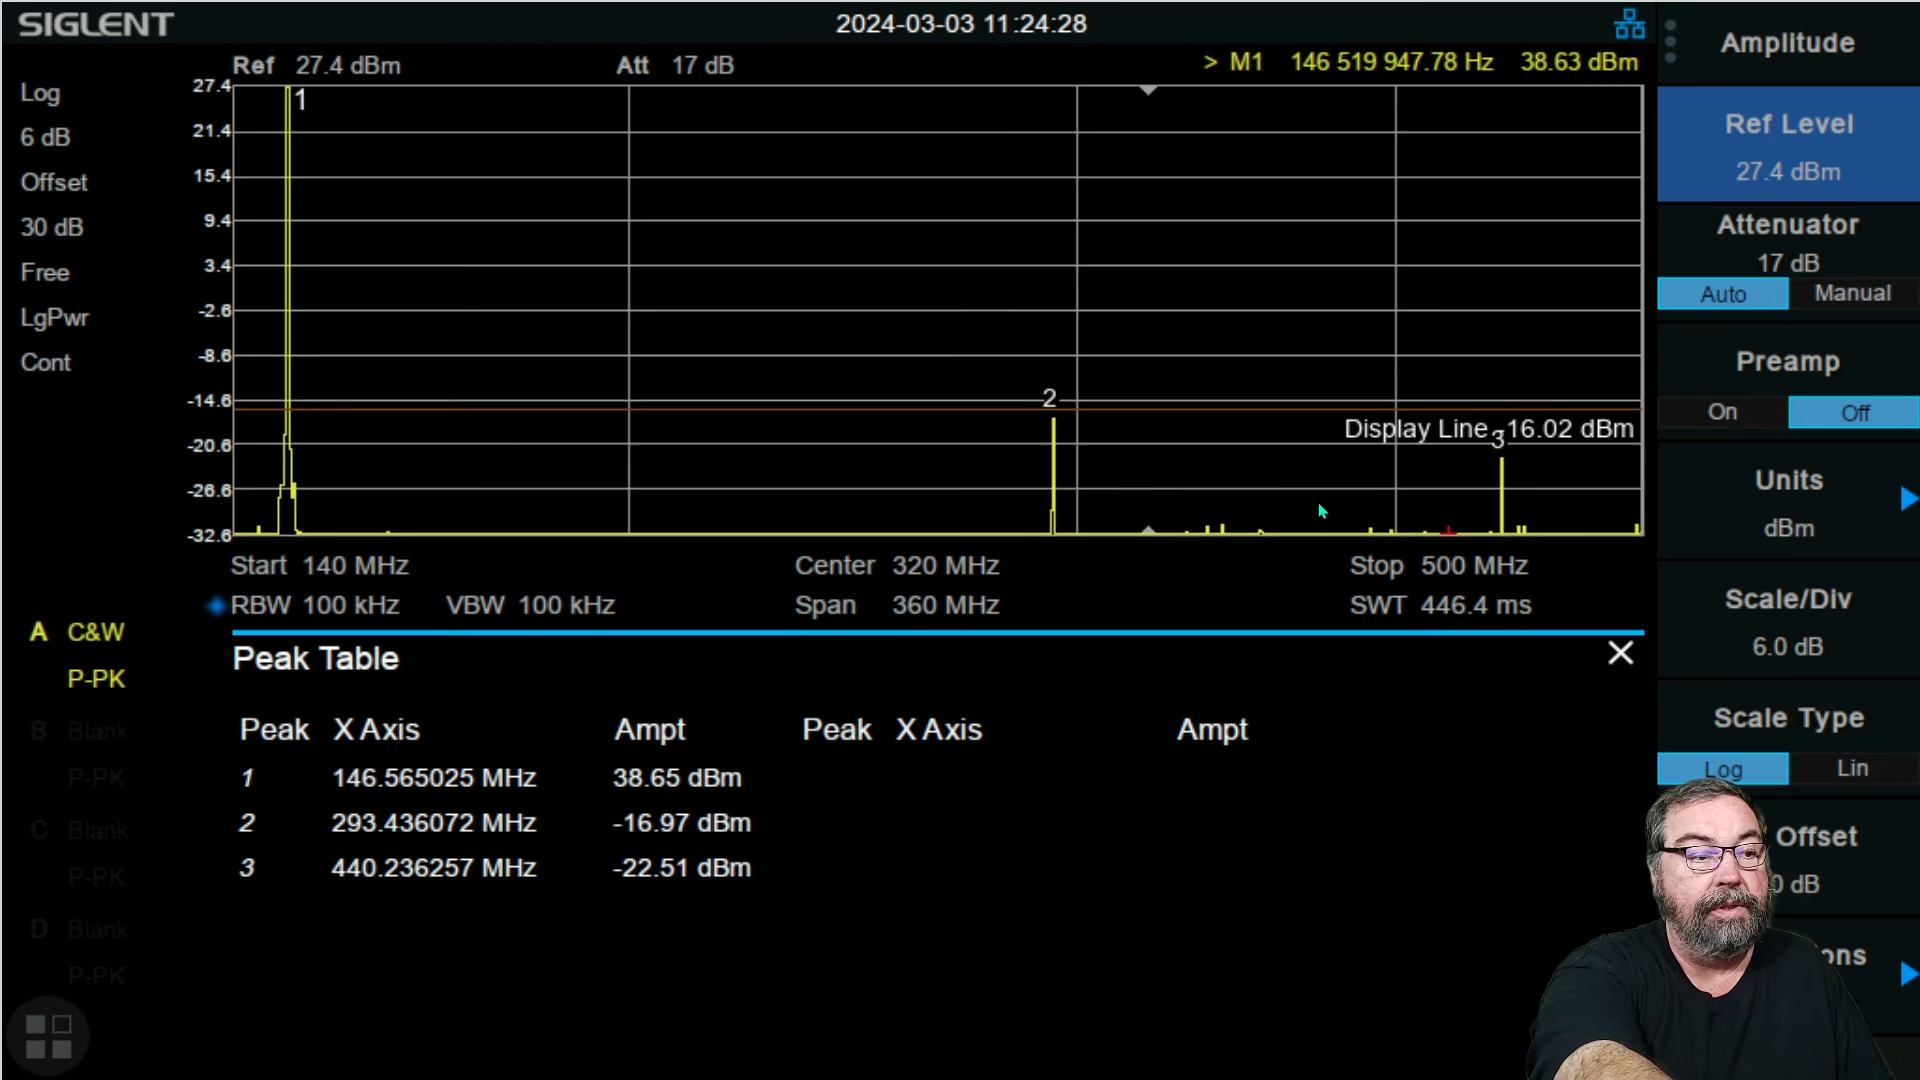 SIGLENT
2024-03-03 11:24:28
Ref 27.4 dBm
Att 17 dB
> M1 146 519 947.78 Hz 38.63 dBm
Log
6 dB
Offset
30 dB
Free
LgPwr
Cont
27.4
21.4
15.4
9.4
3.4
-2.6
-8.6
-14.6
-20.6
-26.6
-32.6
1
2
3
Display Line -16.02 dBm
Start 140 MHz
Center 320 MHz
Stop 500 MHz
RBW 100 kHz
VBW 100 kHz
Span 360 MHz
SWT 446.4 ms
A C&W
P-PK
B Blank
P-PK
C Blank
P-PK
D Blank
P-PK
Peak Table
Peak X Axis Ampt Peak X Axis Ampt
1 146.565025 MHz 38.65 dBm
2 293.436072 MHz -16.97 dBm
3 440.236257 MHz -22.51 dBm
Amplitude
Ref Level
27.4 dBm
Attenuator
17 dB
Auto Manual
Preamp
On Off
Units
dBm
Scale/Div
6.0 dB
Scale Type
Log Lin
Offset
dB